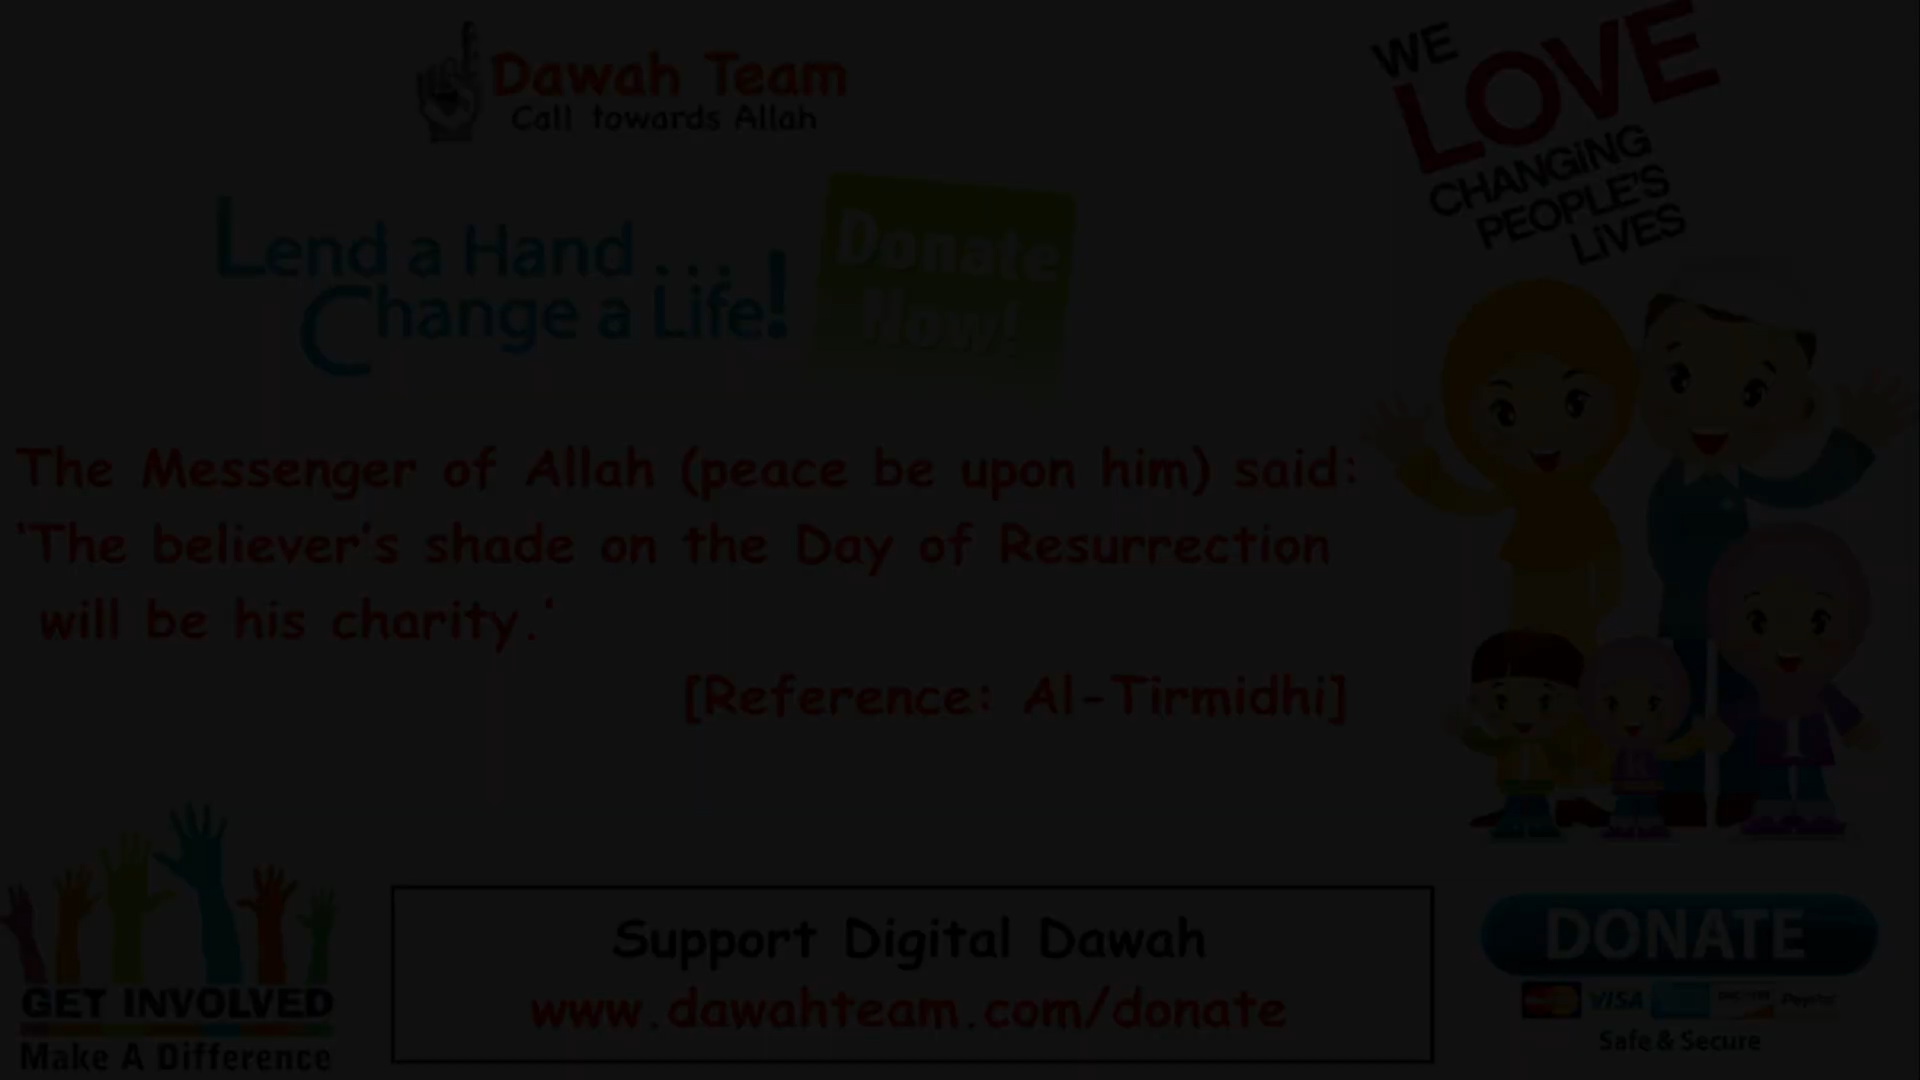 Dawah Team
Call towards Allah
WE
LOVE
CHANGiNG
PEOPLE'S
LiVES
Lend a Hand ...
Change a Life!
Donate
Now!
The Messenger of Allah (peace be upon him) said:
'The believer's shade on the Day of Resurrection
will be his charity.'
[Reference: Al-Tirmidhi]
GET INVOLVED
Make A Difference
Support Digital Dawah
www.dawahteam.com/donate
DONATE
VISA
PayPal
Safe & Secure